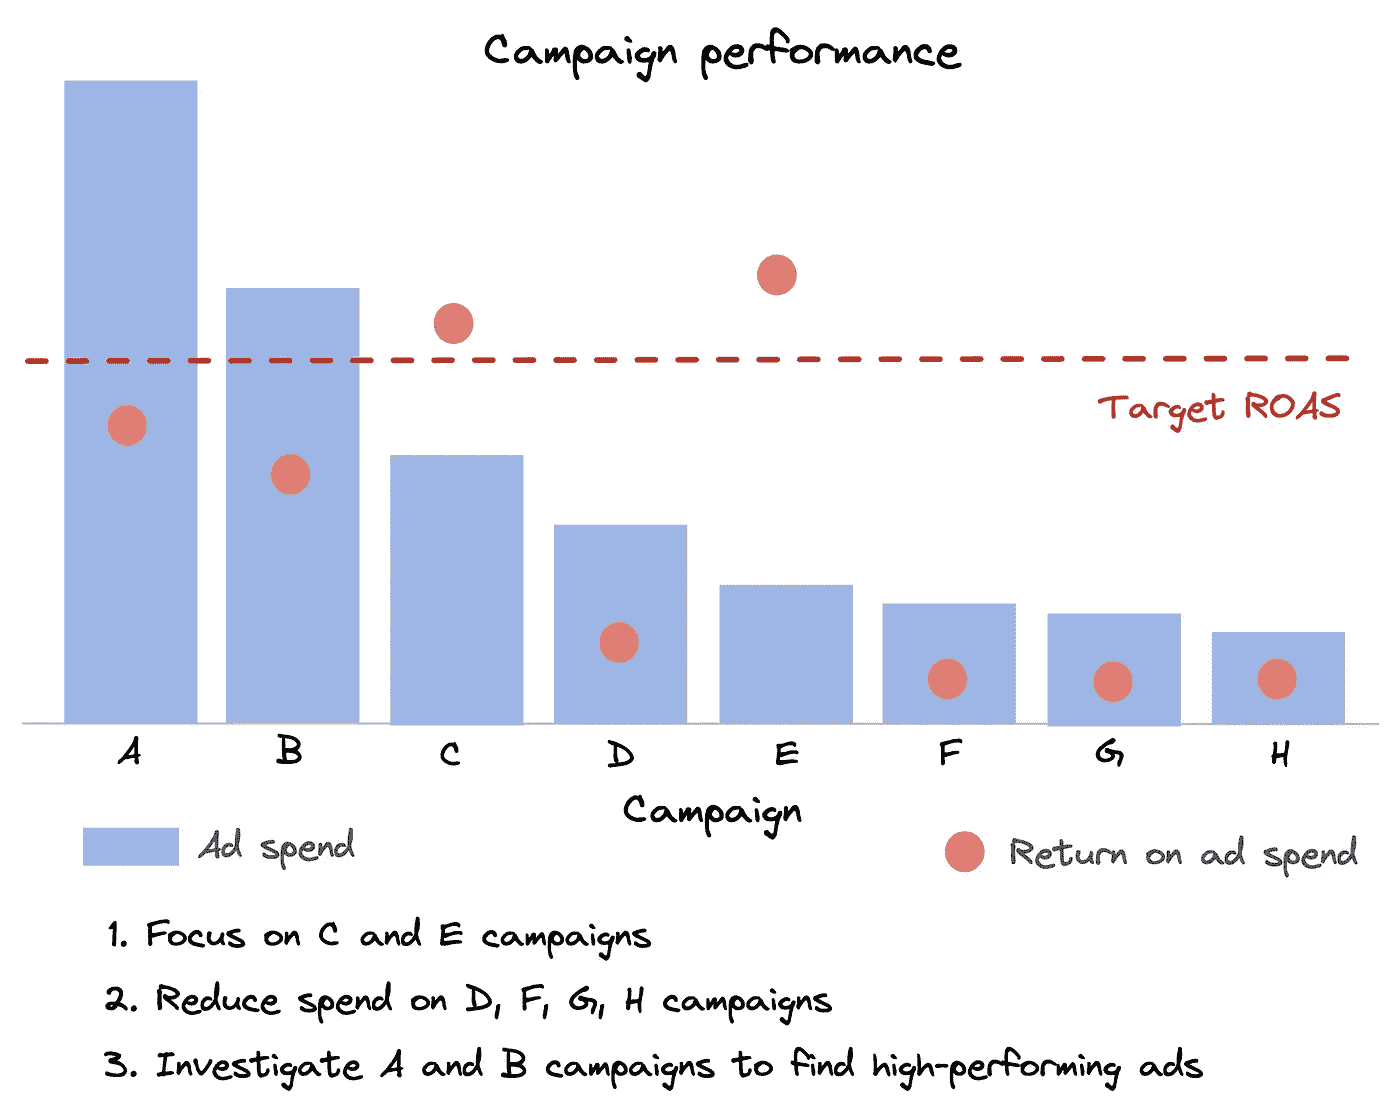 Campaign performance
Target ROAS
A B C D E F G H
Campaign
Ad spend
Return on ad spend
1. Focus on C and E campaigns
2. Reduce spend on D, F, G, H campaigns
3. Investigate A and B campaigns to find high-performing ads